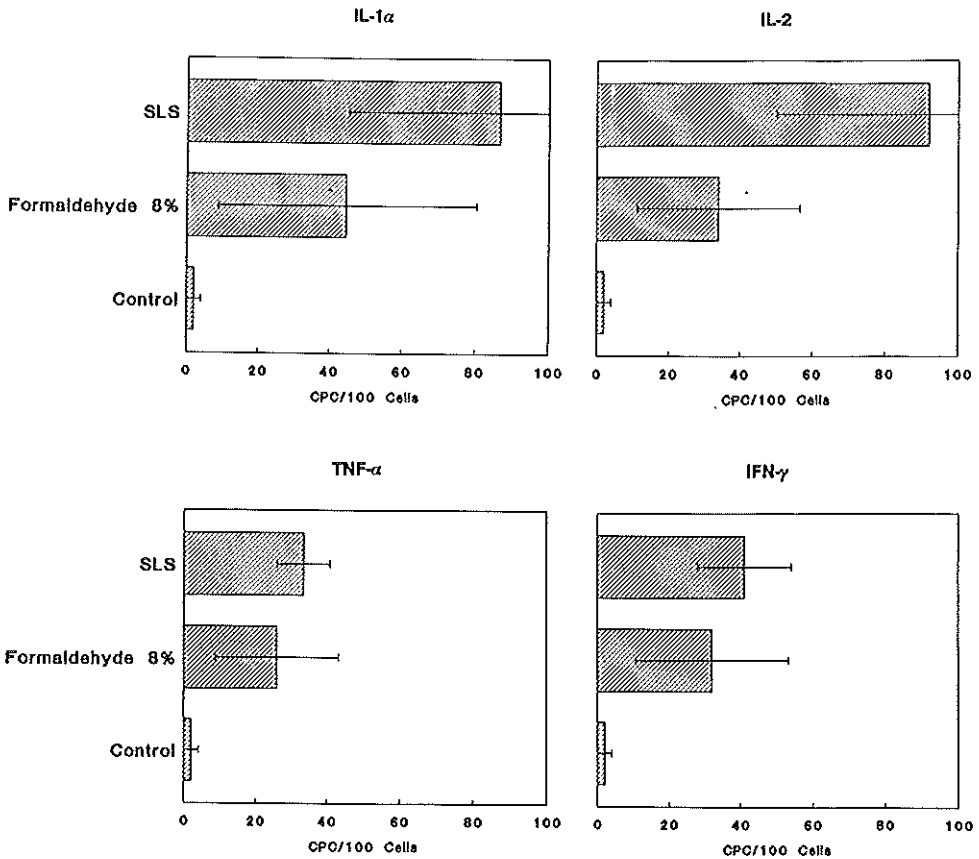 IL-1α
IL-2
SLS
Formaldehyde 8%
Control
0 20 40 60 80 100
CPC/100 Cells
0 20 40 60 80 100
CPC/100 Cells
TNF-α
IFN-γ
SLS
Formaldehyde 8%
Control
0 20 40 60 80 100
CPC/100 Cells
0 20 40 60 80 100
CPC/100 Cells